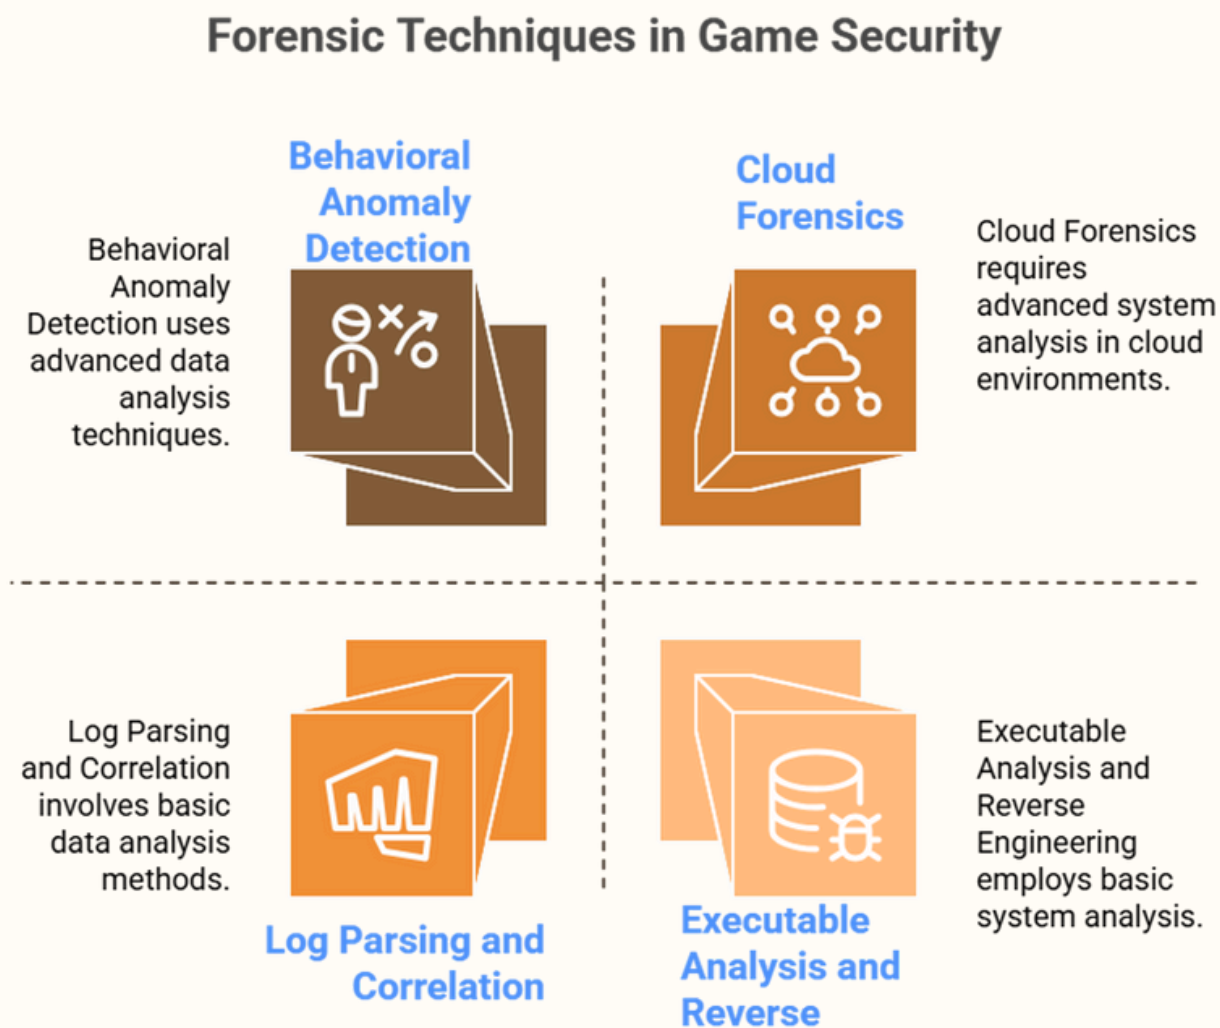 Forensic Techniques in Game Security
Behavioral
Anomaly
Detection
Behavioral
Anomaly
Detection uses
advanced data
analysis
techniques.
Cloud
Forensics
Cloud Forensics
requires
advanced system
analysis in cloud
environments.
Log Parsing
and Correlation
involves basic
data analysis
methods.
Log Parsing and
Correlation
Executable
Analysis and
Reverse
Engineering
employs basic
system analysis.
Executable
Analysis and
Reverse